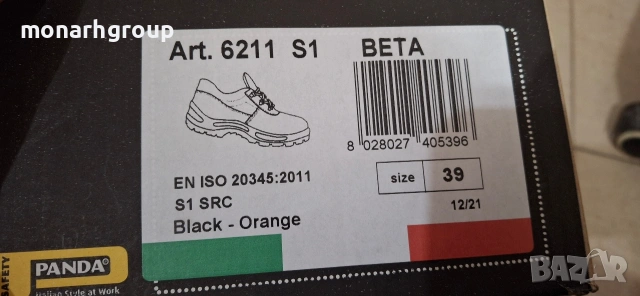 monarhgroup
Art. 6211 S1 BETA
8 028027 405396
EN ISO 20345:2011
S1 SRC
Black - Orange
size 39
12/21
SAFETY
PANDA®
Italian Style at Work
BAZAR